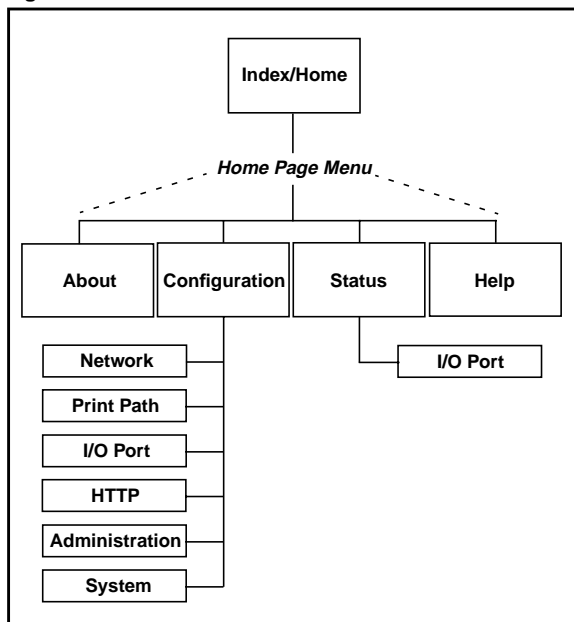 Index/Home
Home Page Menu
About
Configuration
Status
Help
Network
Print Path
I/O Port
HTTP
Administration
System
I/O Port